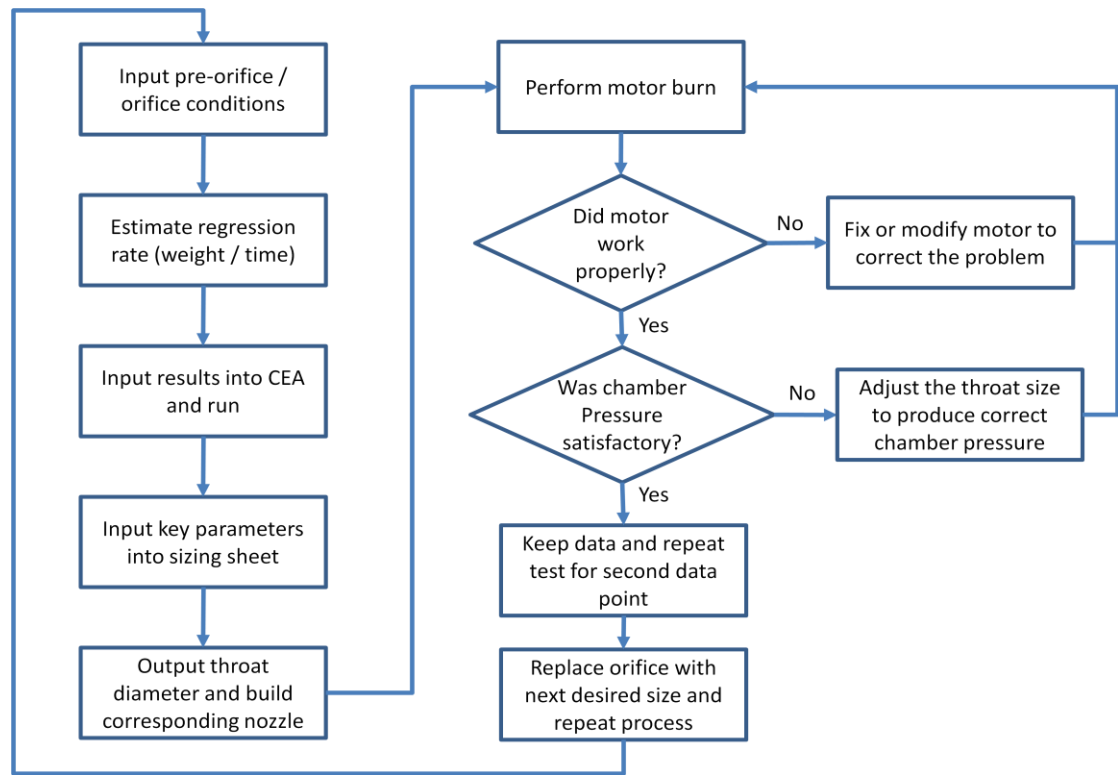 Input pre-orifice /
orifice conditions
Estimate regression
rate (weight / time)
Input results into CEA
and run
Input key parameters
into sizing sheet
Output throat
diameter and build
corresponding nozzle
Perform motor burn
Did motor
work
properly?
No
Fix or modify motor to
correct the problem
Yes
Was chamber
Pressure
satisfactory?
No
Adjust the throat size
to produce correct
chamber pressure
Yes
Keep data and repeat
test for second data
point
Replace orifice with
next desired size and
repeat process